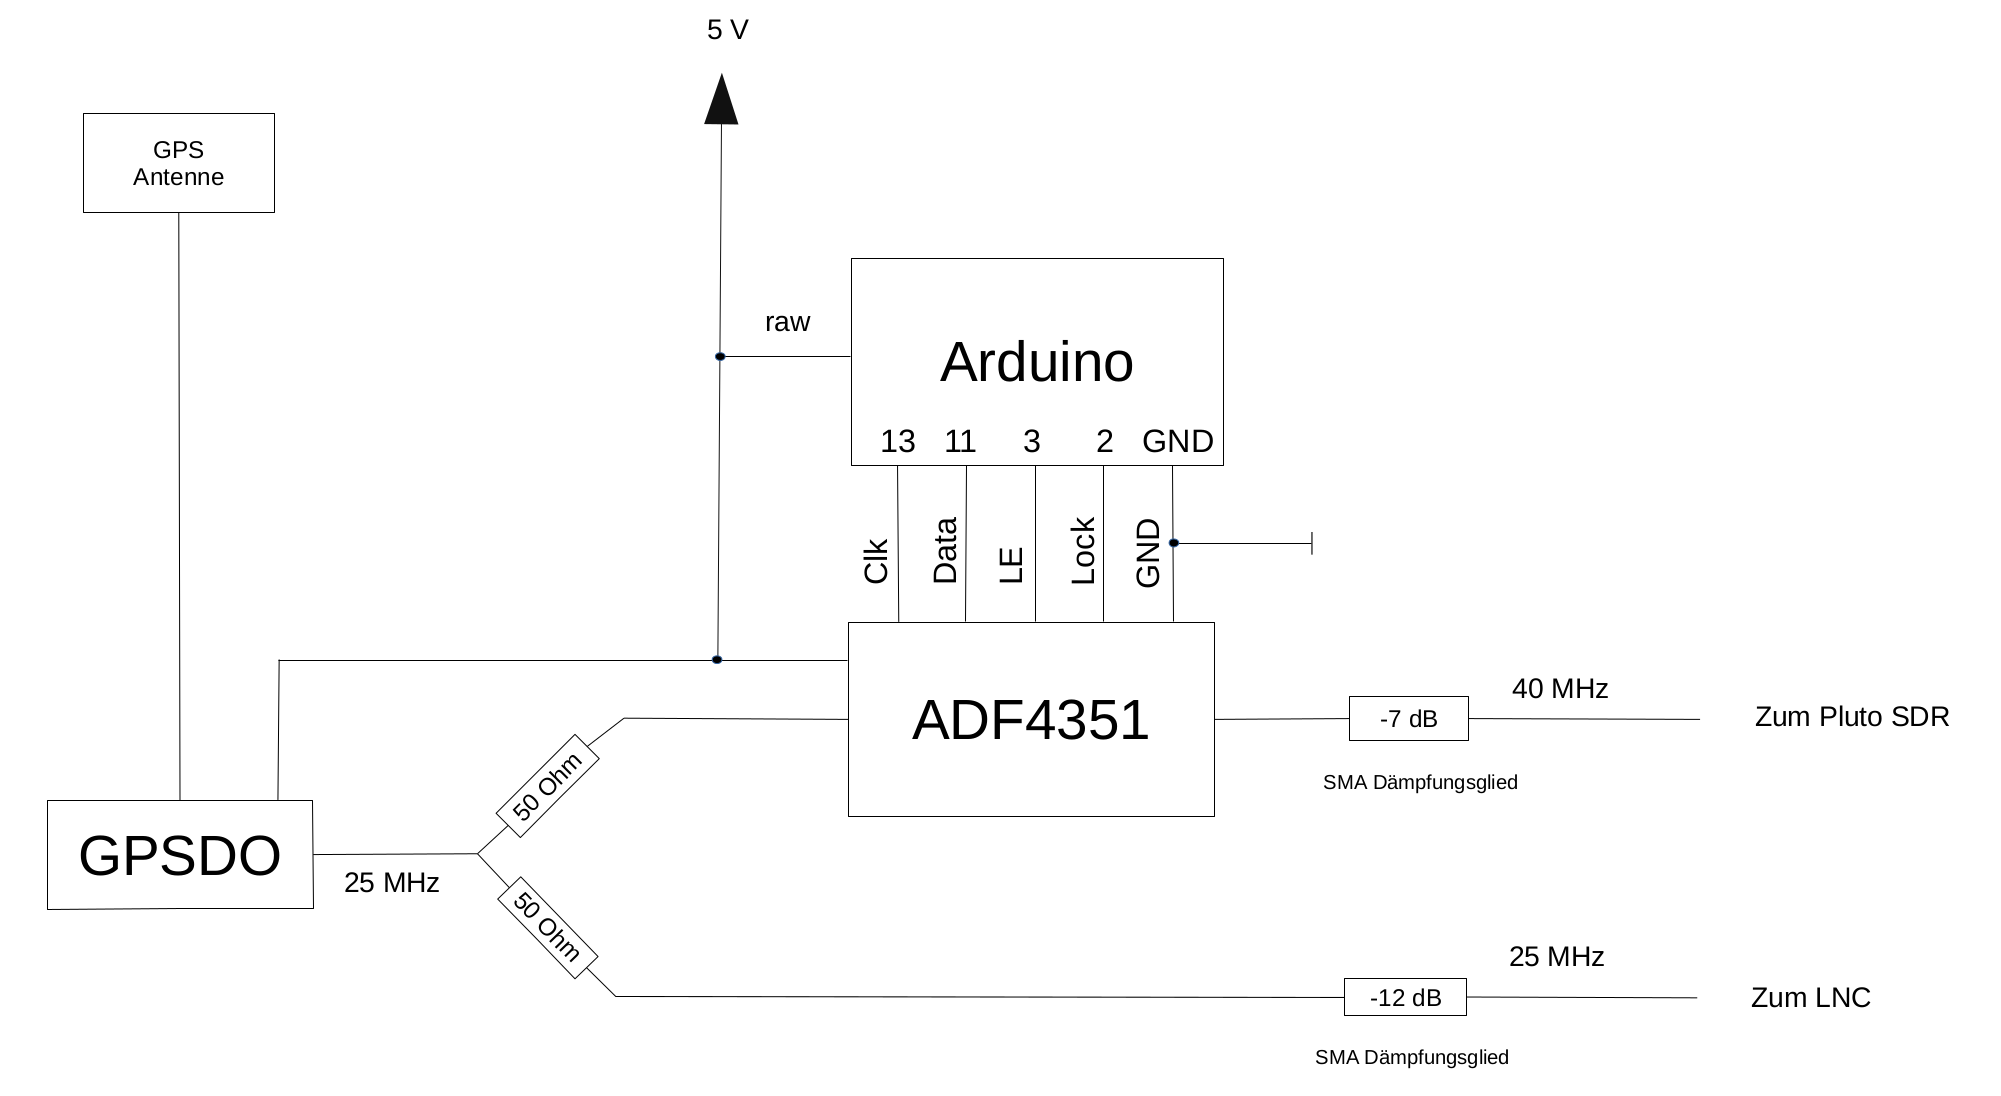 5 V
GPS
Antenne
raw
Arduino
13 11 3 2 GND
Clk
Data
LE
Lock
GND
ADF4351
40 MHz
-7 dB
Zum Pluto SDR
SMA Dämpfungsglied
50 Ohm
GPSDO
25 MHz
50 Ohm
25 MHz
-12 dB
Zum LNC
SMA Dämpfungsglied